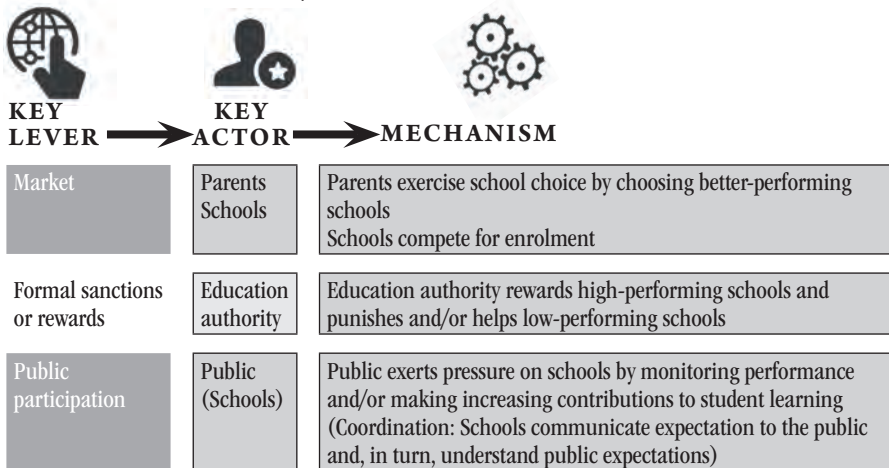 KEY LEVER
KEY ACTOR
MECHANISM
Market
Parents
Schools
Parents exercise school choice by choosing better-performing
schools
Schools compete for enrolment
Formal sanctions
or rewards
Education
authority
Education authority rewards high-performing schools and
punishes and/or helps low-performing schools
Public
participation
Public
(Schools)
Public exerts pressure on schools by monitoring performance
and/or making increasing contributions to student learning
(Coordination: Schools communicate expectation to the public
and, in turn, understand public expectations)